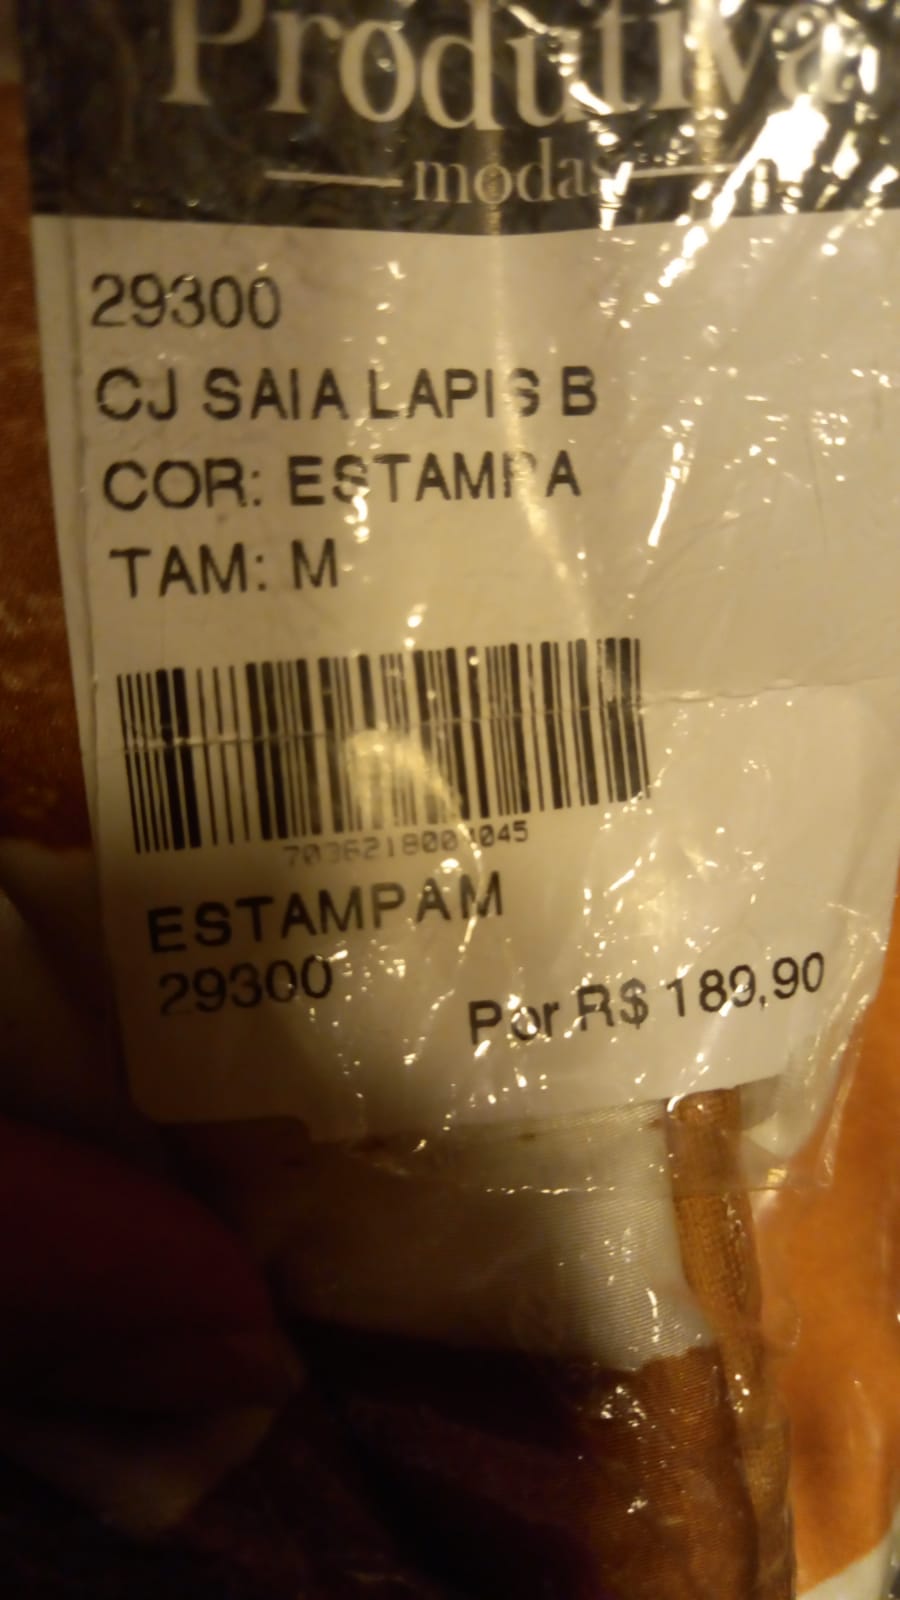 Produtiva
modas
29300
CJ SAIA LAPIS B
COR: ESTAMPA
TAM: M
ESTAMPAM
29300
Por R$ 189,90